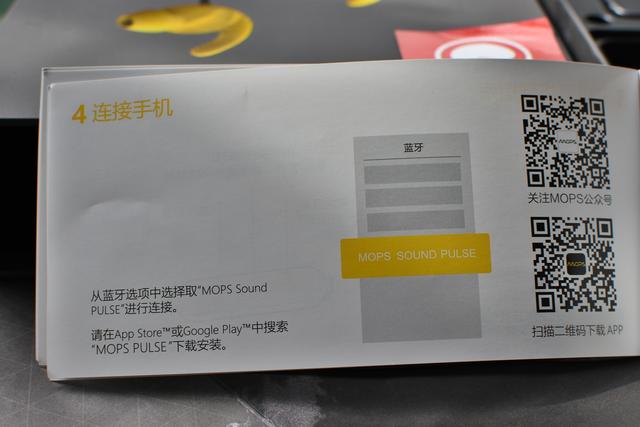 4 连接手机
从蓝牙选项中选择取“MOPS Sound
PULSE”进行连接。
请在App Store™或Google Play™中搜索
“MOPS PULSE”下载安装。
蓝牙
MOPS SOUND PULSE
MOPS
关注MOPS公众号
MOPS
扫描二维码下载 APP